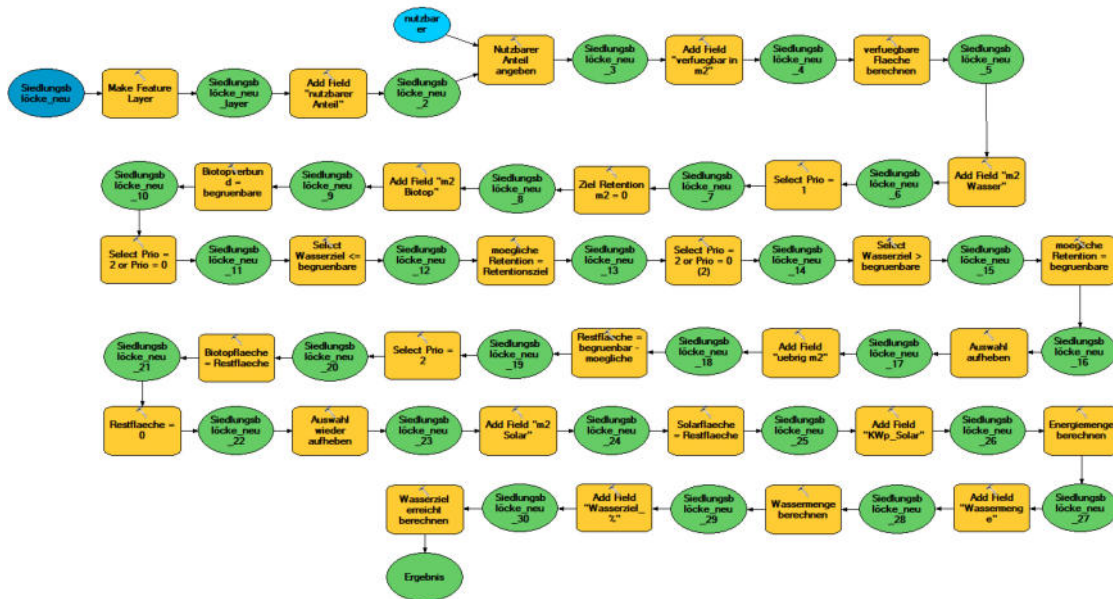 nutzbar
er
Siedlungsb
löcke_neu
Make Feature
Layer
Siedlungsb
löcke_neu
_layer
Add Field
"nutzbarer
Anteil"
Siedlungsb
löcke_neu
_2
Nutzbarer
Anteil
angeben
Siedlungsb
löcke_neu
_3
Add Field
"verfuegbar in
m2"
Siedlungsb
löcke_neu
_4
verfuegbare
Flaeche
berechnen
Siedlungsb
löcke_neu
_5
Add Field "m2
Wasser"
Siedlungsb
löcke_neu
_6
Select Prio =
1
Siedlungsb
löcke_neu
_7
Ziel Retention
m2 = 0
Siedlungsb
löcke_neu
_8
Add Field "m2
Biotop"
Siedlungsb
löcke_neu
_9
Biotopverbun
d =
begruenbare
Siedlungsb
löcke_neu
_10
Select Prio =
2 or Prio = 0
Siedlungsb
löcke_neu
_11
Select
Wasserziel <=
begruenbare
Siedlungsb
löcke_neu
_12
moegliche
Retention =
Retentionsziel
Siedlungsb
löcke_neu
_13
Select Prio =
2 or Prio = 0
(2)
Siedlungsb
löcke_neu
_14
Select
Wasserziel >
begruenbare
Siedlungsb
löcke_neu
_15
moegliche
Retention =
begruenbare
Siedlungsb
löcke_neu
_16
Auswahl
aufheben
Siedlungsb
löcke_neu
_17
Add Field
"uebrig m2"
Siedlungsb
löcke_neu
_18
Restflaeche =
begruenbar -
moegliche
Siedlungsb
löcke_neu
_19
Select Prio =
2
Siedlungsb
löcke_neu
_20
Biotopflaeche
= Restflaeche
Siedlungsb
löcke_neu
_21
Restflaeche =
0
Siedlungsb
löcke_neu
_22
Auswahl
wieder
aufheben
Siedlungsb
löcke_neu
_23
Add Field "m2
Solar"
Siedlungsb
löcke_neu
_24
Solarflaeche
= Restflaeche
Siedlungsb
löcke_neu
_25
Add Field
"KWp_Solar"
Siedlungsb
löcke_neu
_26
Energiemenge
berechnen
Siedlungsb
löcke_neu
_27
Add Field
"Wassermeng
e"
Siedlungsb
löcke_neu
_28
Wassermenge
berechnen
Siedlungsb
löcke_neu
_29
Add Field
"Wasserziel_
%"
Siedlungsb
löcke_neu
_30
Wasserziel
erreicht
berechnen
Ergebnis